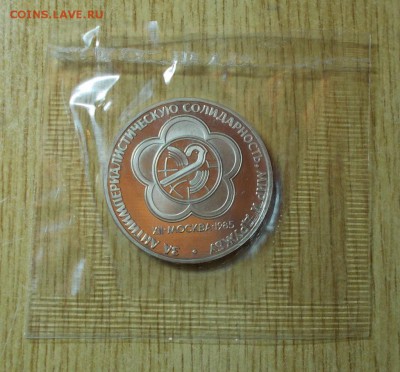 COINS.LAVE.RU
ЗА АНТИИМПЕРИАЛИСТИЧЕСКУЮ СОЛИДАРНОСТЬ, МИР И ДРУЖБУ
XII•МОСКВА•1985